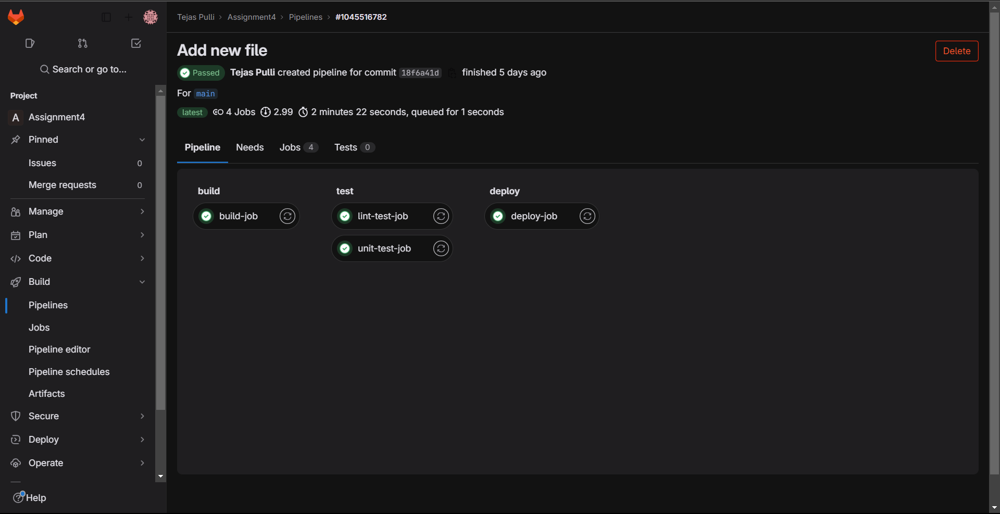 Tejas Pulli › Assignment4 › Pipelines › #1045516782
Search or go to...
Project
A Assignment4
Pinned
Issues 0
Merge requests 0
Manage
Plan
Code
Build
Pipelines
Jobs
Pipeline editor
Pipeline schedules
Artifacts
Secure
Deploy
Operate
Help
Add new file
Delete
Passed Tejas Pulli created pipeline for commit 18f6a41d finished 5 days ago
For main
latest 4 Jobs 2.99 2 minutes 22 seconds, queued for 1 seconds
Pipeline Needs Jobs 4 Tests 0
build test deploy
build-job lint-test-job deploy-job
unit-test-job